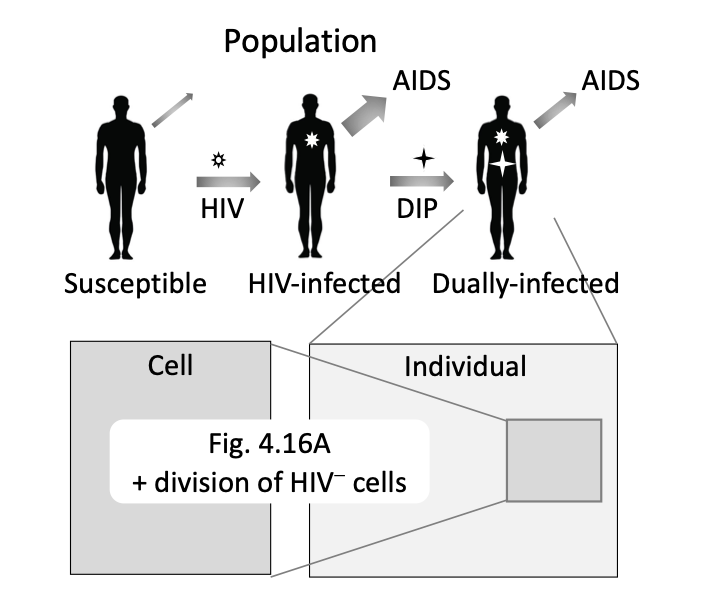 Population
AIDS
AIDS
HIV
DIP
Susceptible
HIV-infected
Dually-infected
Cell
Individual
Fig. 4.16A
+ division of HIV⁻ cells